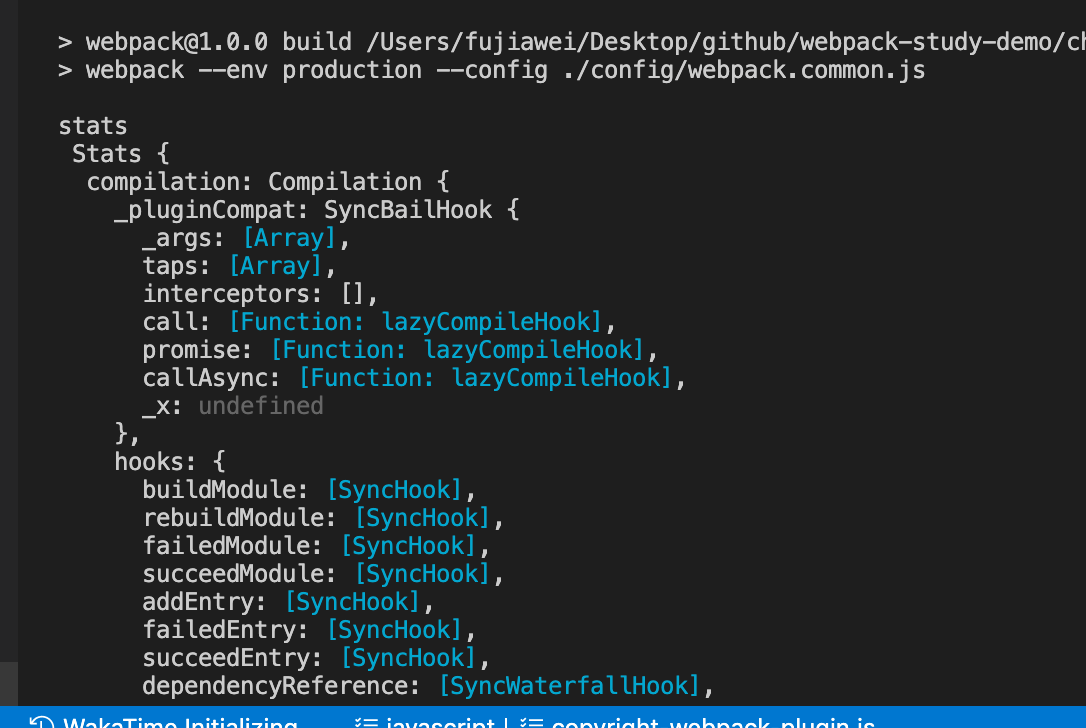 > webpack@1.0.0 build /Users/fujiawei/Desktop/github/webpack-study-demo/ch
> webpack --env production --config ./config/webpack.common.js
stats
Stats {
compilation: Compilation {
_pluginCompat: SyncBailHook {
_args: [Array],
taps: [Array],
interceptors: [],
call: [Function: lazyCompileHook],
promise: [Function: lazyCompileHook],
callAsync: [Function: lazyCompileHook],
_x: undefined
},
hooks: {
buildModule: [SyncHook],
rebuildModule: [SyncHook],
failedModule: [SyncHook],
succeedModule: [SyncHook],
addEntry: [SyncHook],
failedEntry: [SyncHook],
succeedEntry: [SyncHook],
dependencyReference: [SyncWaterfallHook],
WakaTime Initializing javascript | copyright-webpack-plugin.js